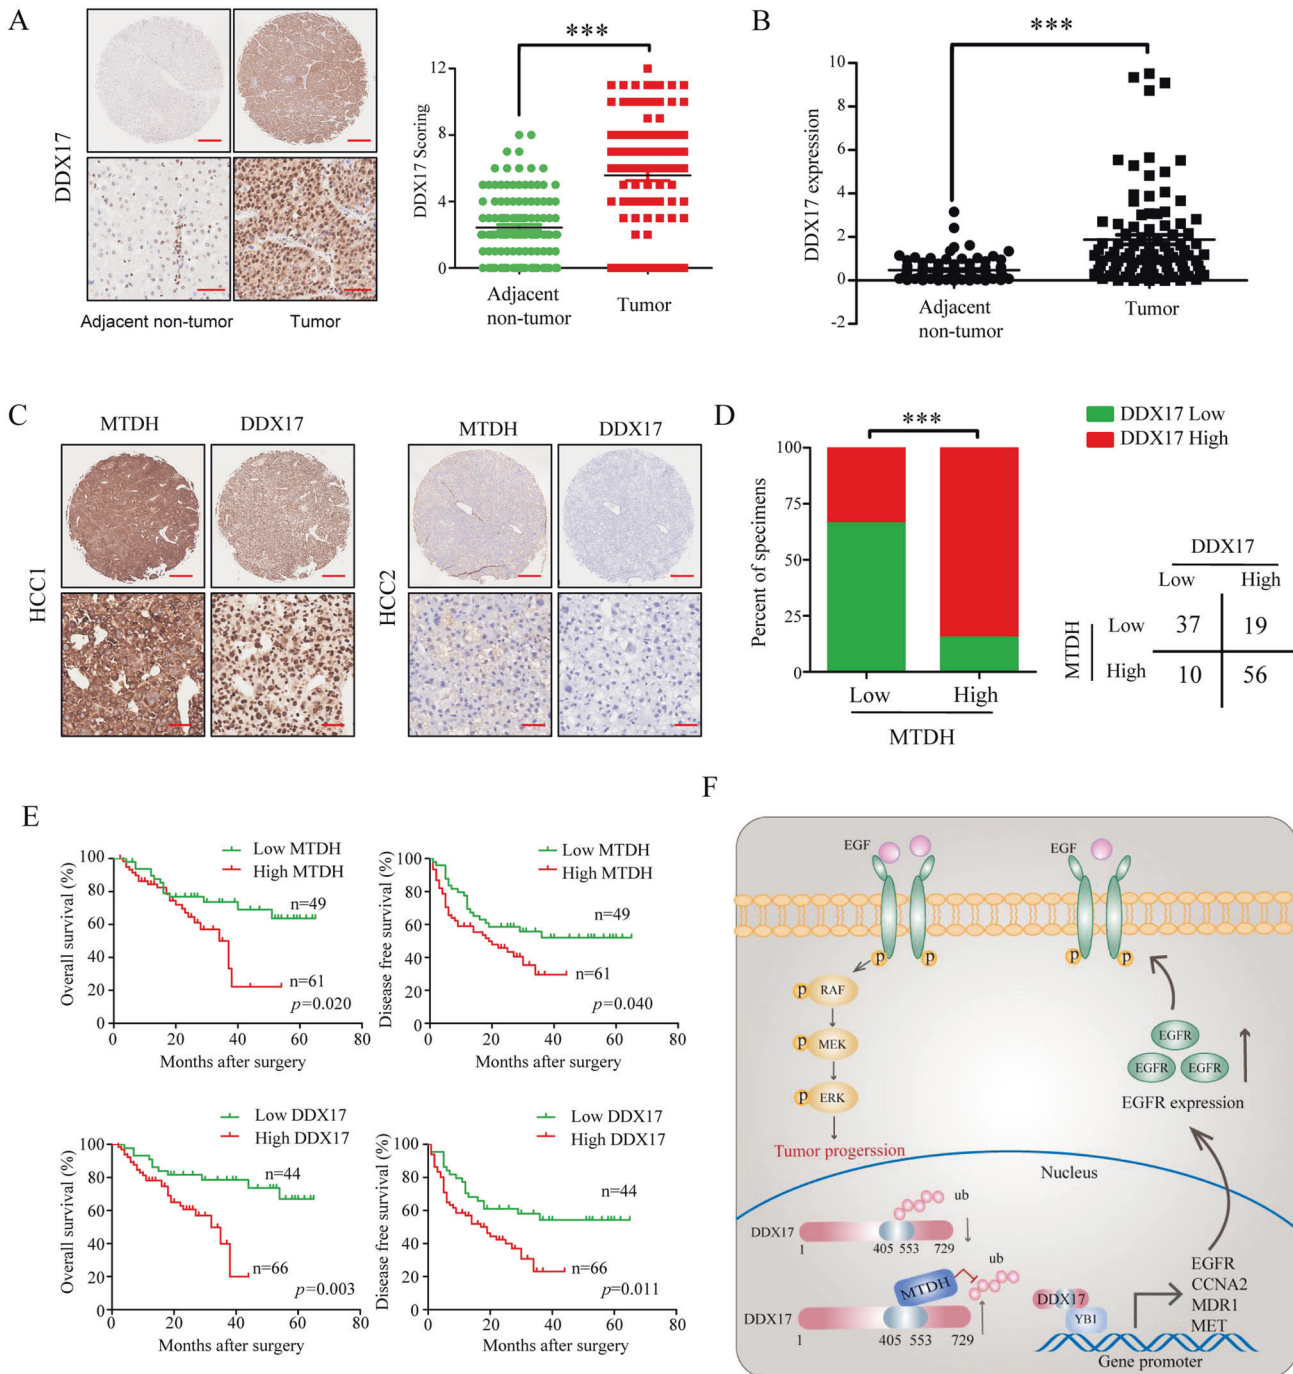 A
DDX17
Adjacent non-tumor
Tumor
***
DDX17 Scoring
12
8
4
0
Adjacent
non-tumor
Tumor
B
***
DDX17 expression
10
8
6
4
2
0
-2
Adjacent
non-tumor
Tumor
C
MTDH
DDX17
MTDH
DDX17
HCC1
HCC2
D
***
DDX17 Low
DDX17 High
Percent of specimens
100
75
50
25
0
Low
High
MTDH
DDX17
Low
High
MTDH
Low
37
19
High
10
56
E
Low MTDH
High MTDH
Overall survival (%)
100
80
60
40
20
0
n=49
n=61
p=0.020
0
20
40
60
80
Months after surgery
Low MTDH
High MTDH
Disease free survival (%)
100
80
60
40
20
0
n=49
n=61
p=0.040
0
20
40
60
80
Months after surgery
Low DDX17
High DDX17
Overall survival (%)
100
80
60
40
20
0
n=44
n=66
p=0.003
0
20
40
60
80
Months after surgery
Low DDX17
High DDX17
Disease free survival (%)
100
80
60
40
20
0
n=44
n=66
p=0.011
0
20
40
60
80
Months after surgery
F
EGF
EGF
p
p
p
p
p
RAF
p
MEK
p
ERK
Tumor progerssion
EGFR
EGFR
EGFR
EGFR expression
Nucleus
ub
DDX17
1
405
553
729
ub
MTDH
DDX17
1
405
553
729
DDX17
YB1
EGFR
CCNA2
MDR1
MET
Gene promoter